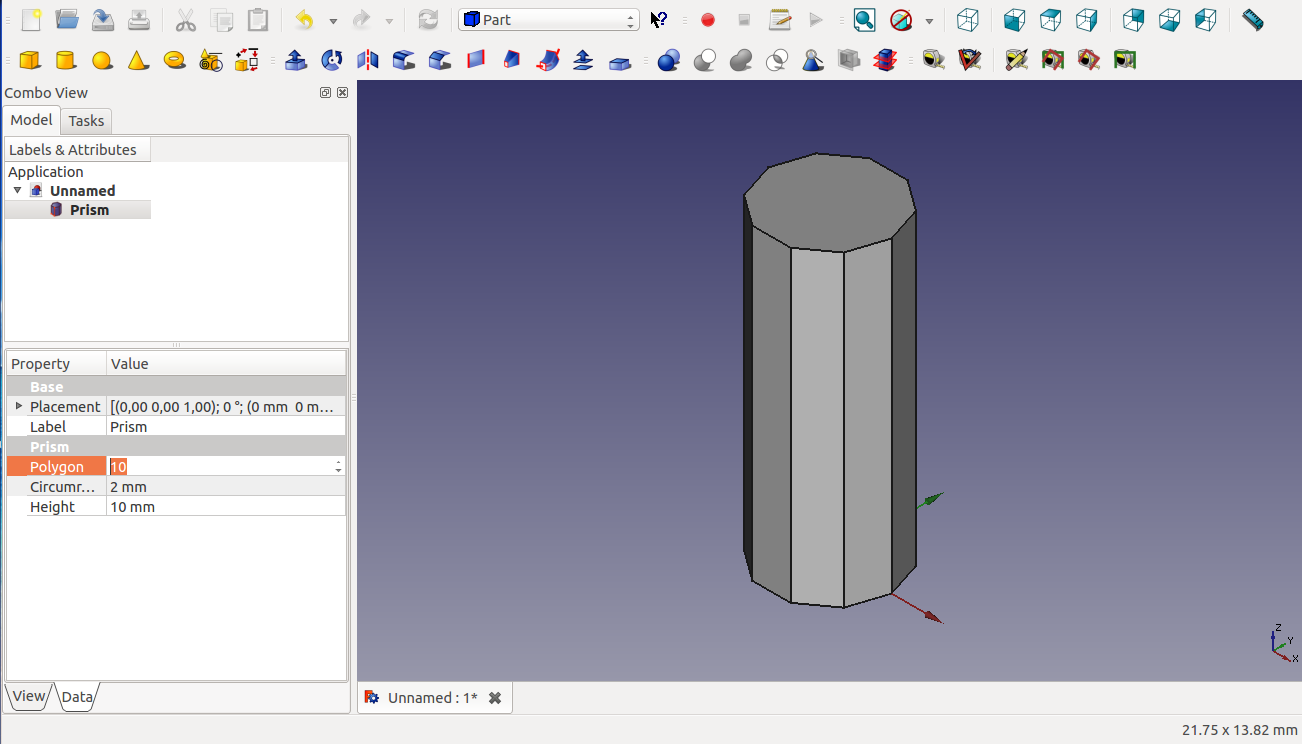 Part
Combo View
Model Tasks
Labels & Attributes
Application
Unnamed
Prism
Property Value
Base
Placement [(0,00 0,00 1,00); 0 °; (0 mm  0 m...
Label Prism
Prism
Polygon 10
Circumr... 2 mm
Height 10 mm
View Data
Unnamed : 1*
Z
Y
X
21.75 x 13.82 mm